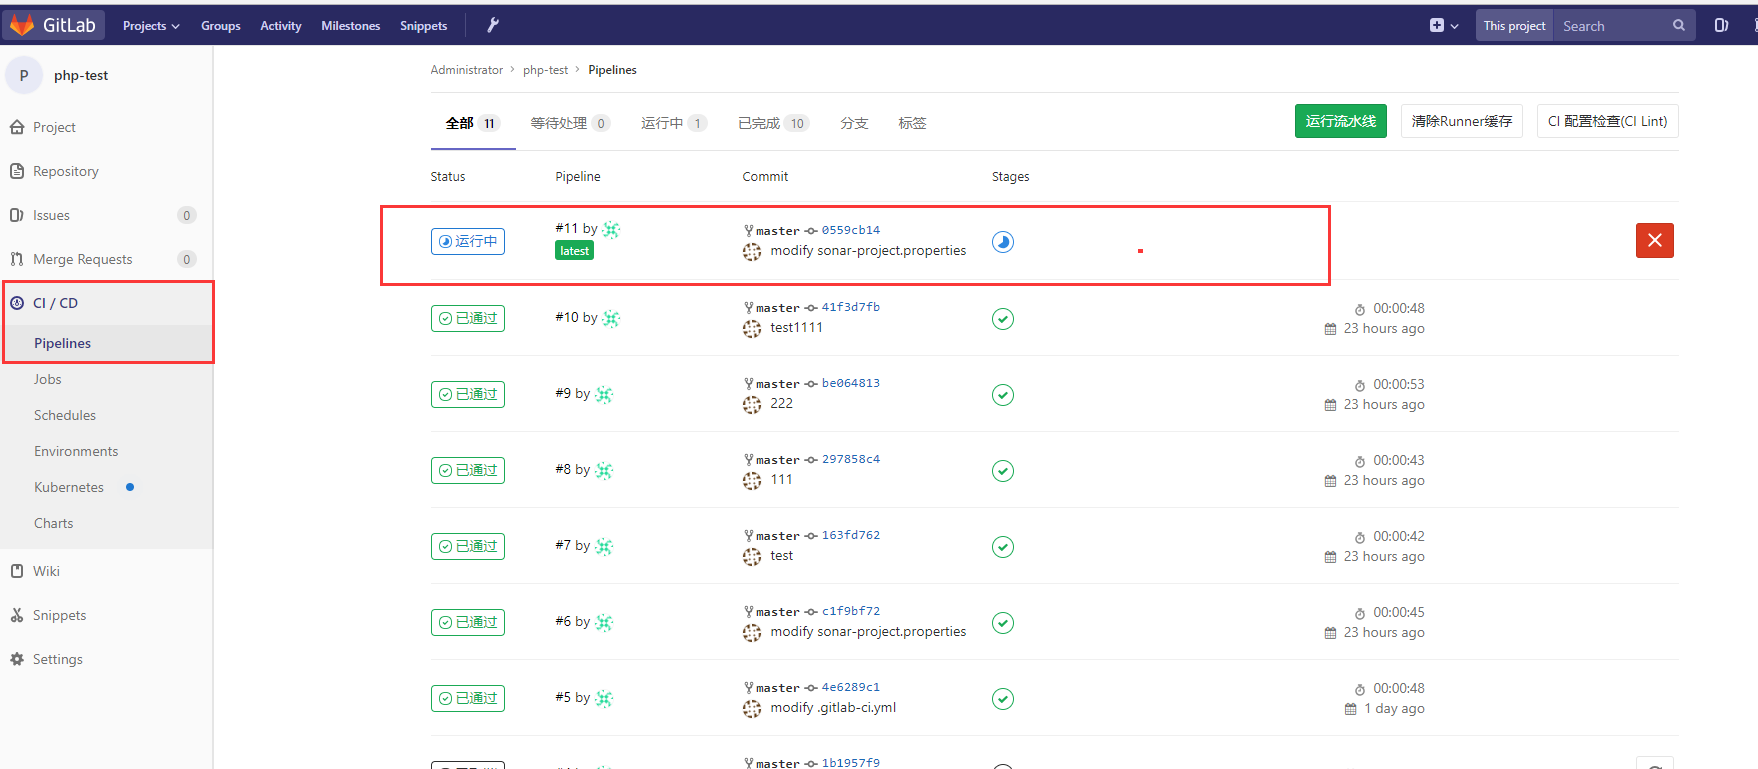 GitLab Projects Groups Activity Milestones Snippets This project Search
P php-test
Project
Repository
Issues 0
Merge Requests 0
CI / CD
Pipelines
Jobs
Schedules
Environments
Kubernetes
Charts
Wiki
Snippets
Settings
Administrator > php-test > Pipelines
全部 11 等待处理 0 运行中 1 已完成 10 分支 标签 运行流水线 清除Runner缓存 CI 配置检查(CI Lint)
Status Pipeline Commit Stages
运行中 #11 by latest master 0559cb14
modify sonar-project.properties
已通过 #10 by master 41f3d7fb 00:00:48
test1111 23 hours ago
已通过 #9 by master be064813 00:00:53
222 23 hours ago
已通过 #8 by master 297858c4 00:00:43
111 23 hours ago
已通过 #7 by master 163fd762 00:00:42
test 23 hours ago
已通过 #6 by master c1f9bf72 00:00:45
modify sonar-project.properties 23 hours ago
已通过 #5 by master 4e6289c1 00:00:48
modify .gitlab-ci.yml 1 day ago
master 1b1957f9